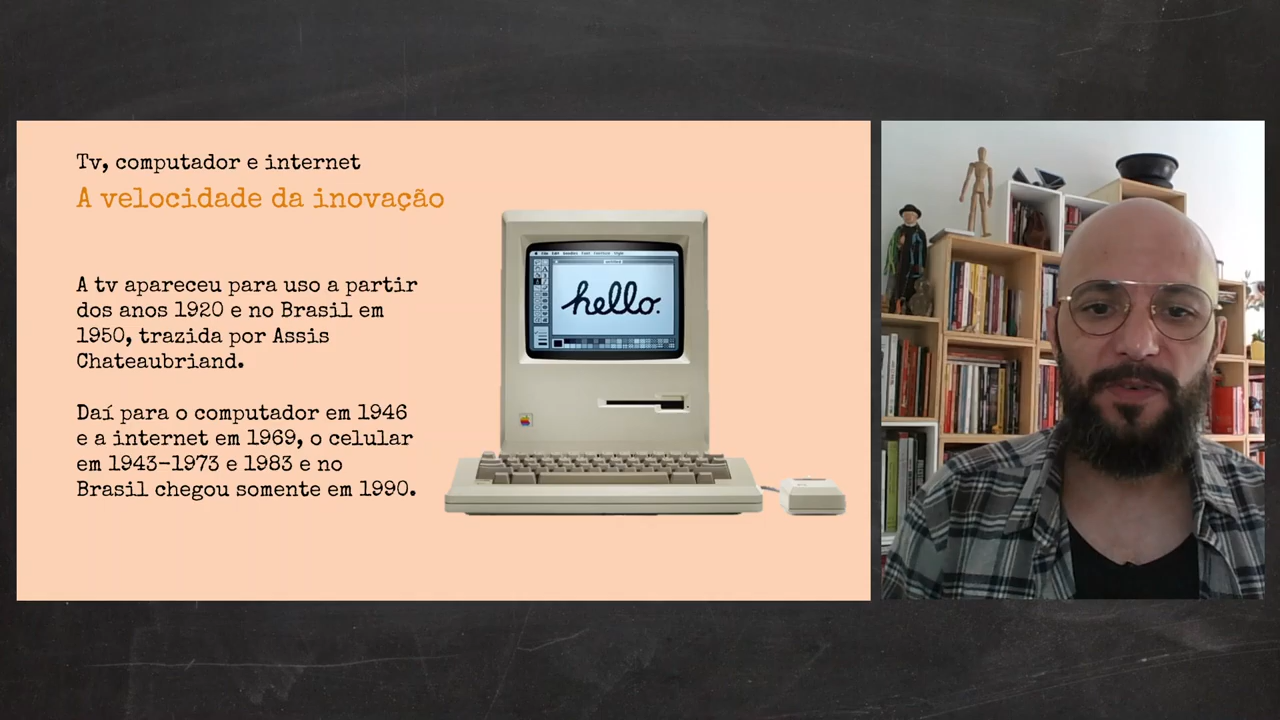 Tv, computador e internet
A velocidade da inovação
A tv apareceu para uso a partir
dos anos 1920 e no Brasil em
1950, trazida por Assis
Chateaubriand.
Daí para o computador em 1946
e a internet em 1969, o celular
em 1943-1973 e 1983 e no
Brasil chegou somente em 1990.
hello.